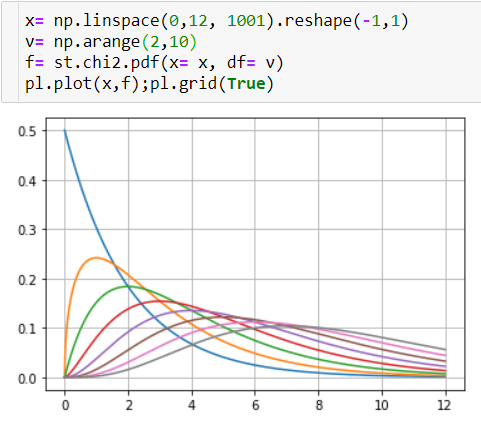 x= np.linspace(0,12, 1001).reshape(-1,1)
v= np.arange(2,10)
f= st.chi2.pdf(x= x, df= v)
pl.plot(x,f);pl.grid(True)
0.5
0.4
0.3
0.2
0.1
0.0
0 2 4 6 8 10 12